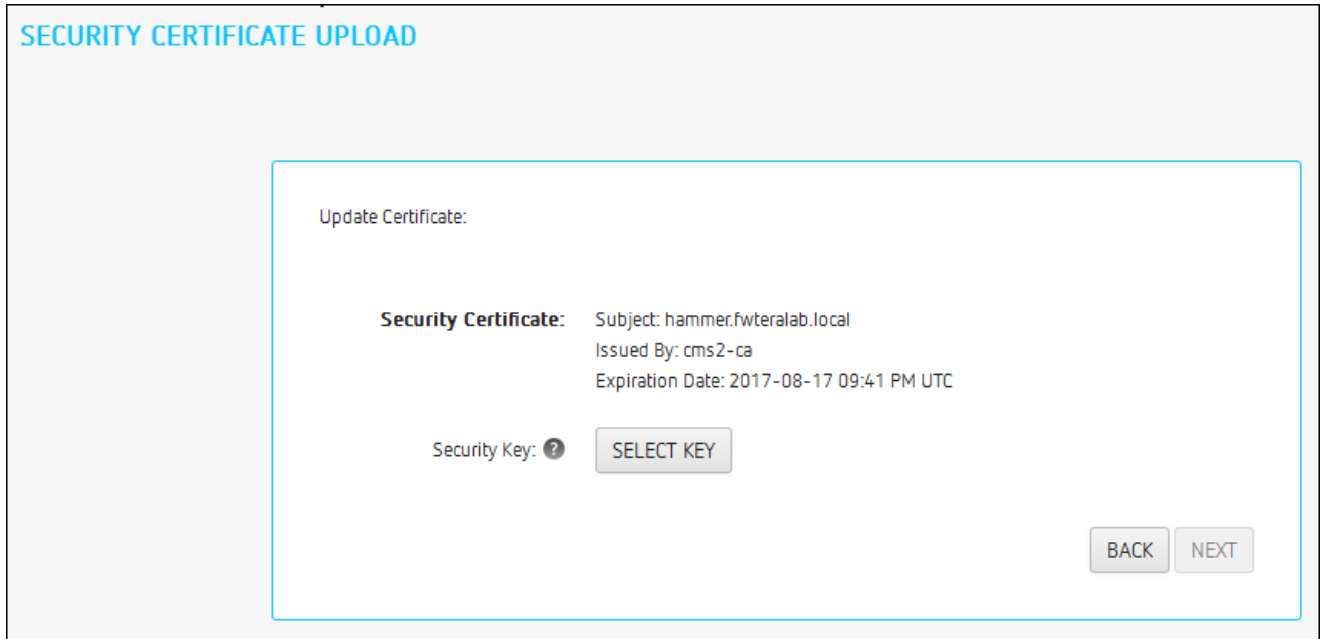 SECURITY CERTIFICATE UPLOAD
Update Certificate:
Security Certificate: Subject: hammer.fwteralab.local
Issued By: cms2-ca
Expiration Date: 2017-08-17 09:41 PM UTC
Security Key: ? SELECT KEY
BACK NEXT